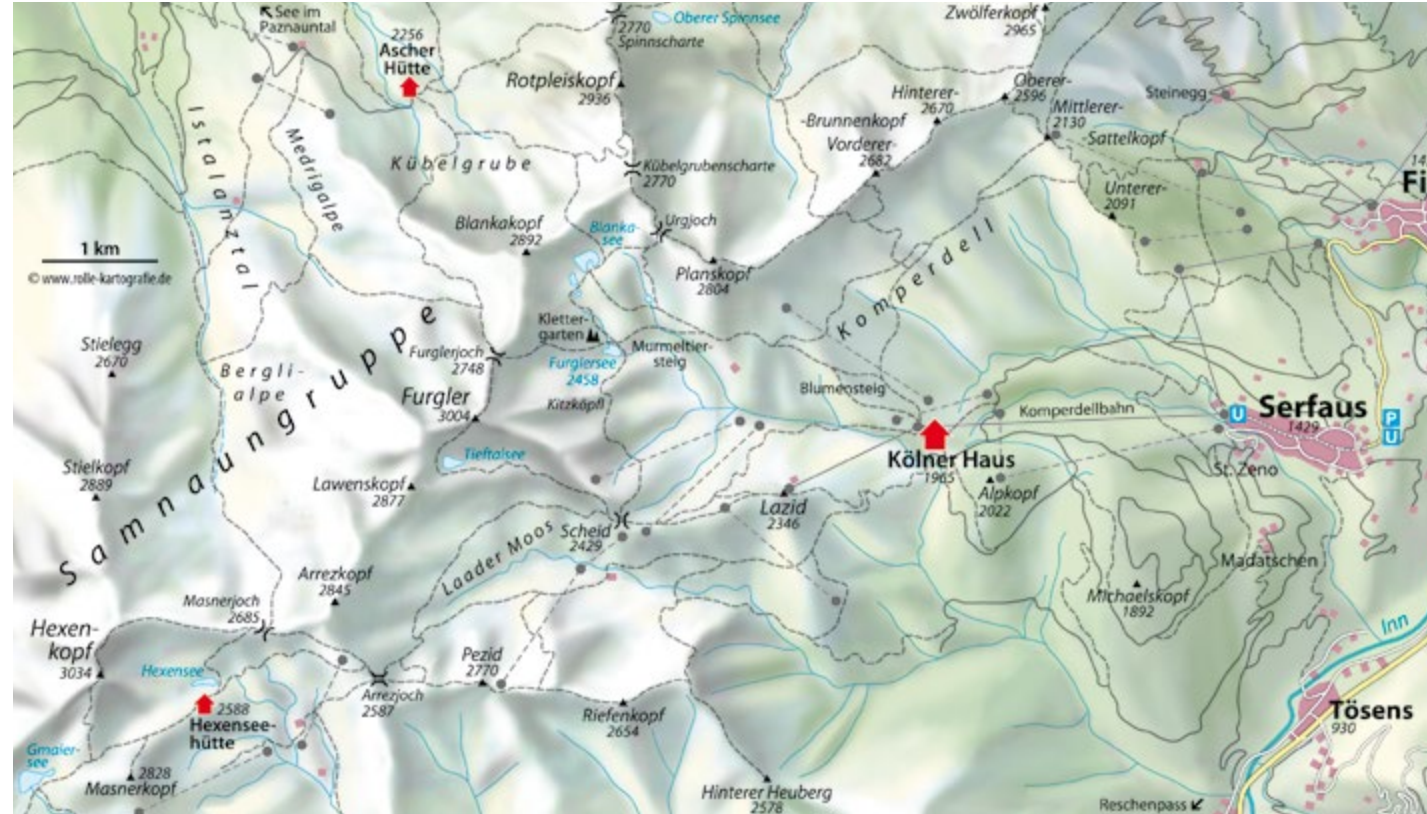 See im
Paznauntal
2256
Ascher
Hütte
2770
Spinnscharte
Oberer Spinnsee
Zwölferkopf
2965
Rotpleiskopf
2936
Hinterer-
2670
Oberer-
2596
Mittlerer-
2130
-Sattelkopf
Steinegg
-Brunnenkopf
Vorderer-
2682
Istalanztal
Medrigalpe
Kübelgrube
Kübelgrubenscharte
2770
Unterer-
2091
Fi
Blankakopf
2892
Blanka-
see
Urgjoch
Planskopf
2804
Komperdell
1 km
© www.rolle-kartografie.de
Kletter-
garten
Murmeltier-
steig
Furglerjoch
2748
Furglersee
2458
Stielegg
2670
Bergli-
alpe
Furgler
3004
Kitzköpfl
Blumensteig
Komperdellbahn
U
Serfaus
1429
P
U
Samnaungruppe
Tieftalsee
Kölner Haus
1965
St. Zeno
Stielkopf
2889
Lawenskopf
2877
Alpkopf
2022
Lazid
2346
Scheid
2429
Laader Moos
Madatschen
Arrezkopf
2845
Michaelskopf
1892
Masnerjoch
2685
Hexen-
kopf
3034
Inn
Hexensee
Pezid
2770
2588
Hexensee-
hütte
Arrezjoch
2587
Riefenkopf
2654
Tösens
930
Gmaier-
see
2828
Masnerkopf
Hinterer Heuberg
2578
Reschenpass